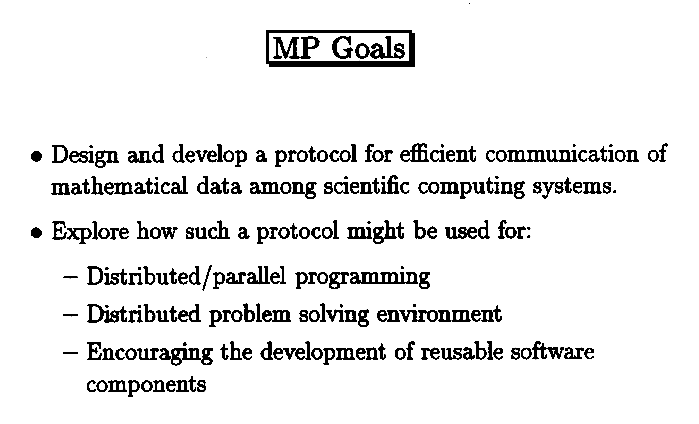 MP Goals
• Design and develop a protocol for efficient communication of
mathematical data among scientific computing systems.
• Explore how such a protocol might be used for:
– Distributed/parallel programming
– Distributed problem solving environment
– Encouraging the development of reusable software
components